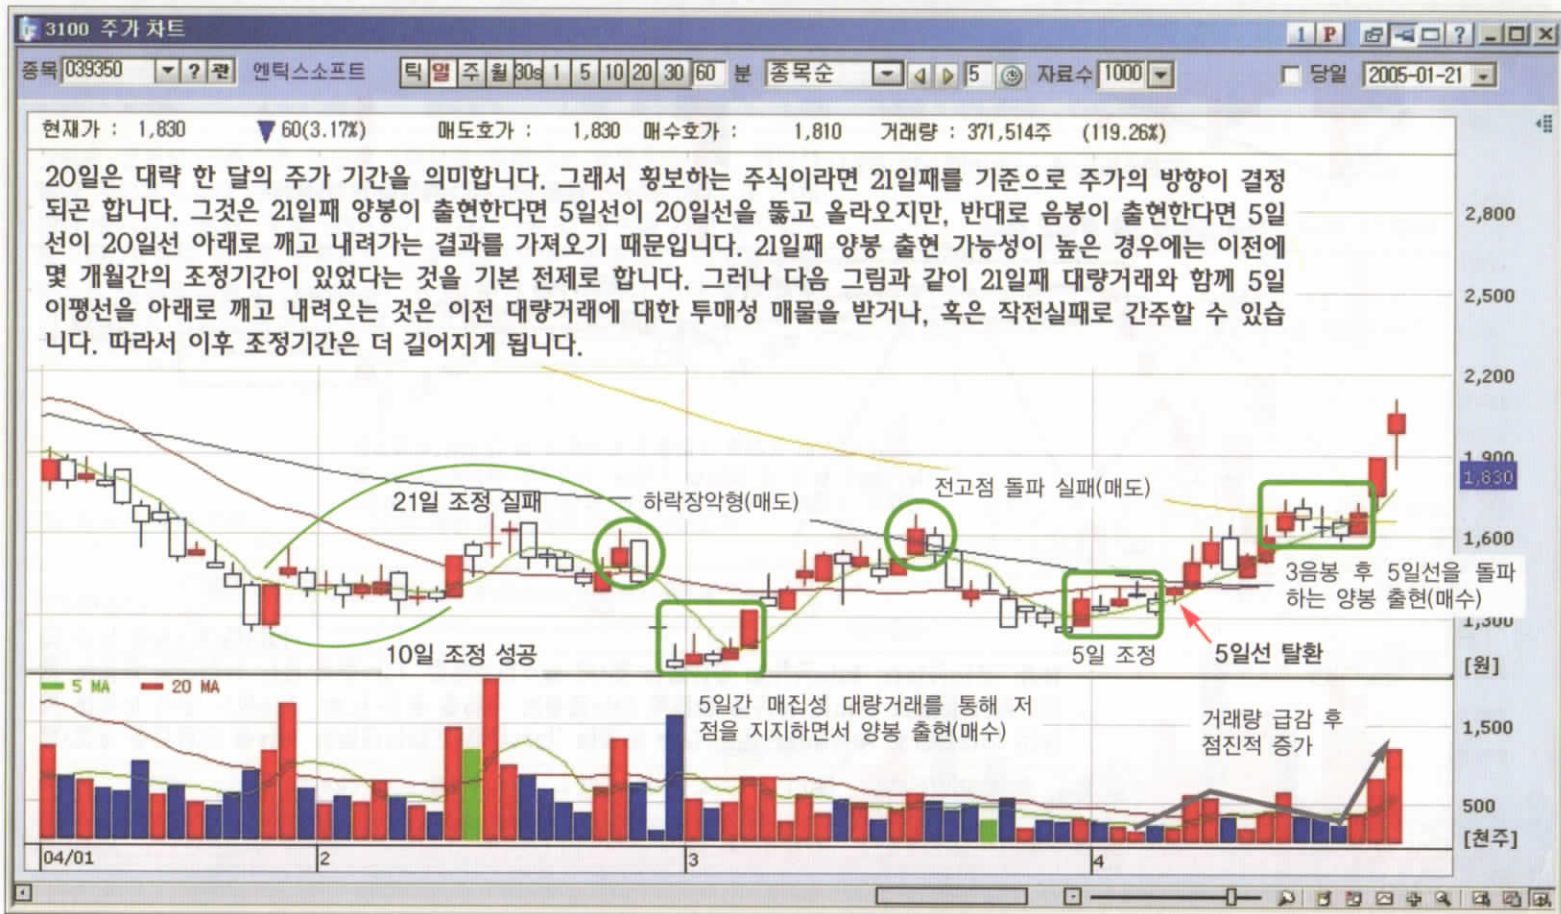 3100 주가 차트
1 P
종목 039350 ? 관 엔틱스소프트 틱 일 주 월 30s 1 5 10 20 30 60 분 종목순 5 자료수 1000 당일 2005-01-21
현재가 : 1,830 ▼ 60(3.17%) 매도호가 : 1,830 매수호가 : 1,810 거래량 : 371,514주 (119.26%)
20일은 대략 한 달의 주가 기간을 의미합니다. 그래서 횡보하는 주식이라면 21일째를 기준으로 주가의 방향이 결정
되곤 합니다. 그것은 21일째 양봉이 출현한다면 5일선이 20일선을 뚫고 올라오지만, 반대로 음봉이 출현한다면 5일
선이 20일선 아래로 깨고 내려가는 결과를 가져오기 때문입니다. 21일째 양봉 출현 가능성이 높은 경우에는 이전에
몇 개월간의 조정기간이 있었다는 것을 기본 전제로 합니다. 그러나 다음 그림과 같이 21일째 대량거래와 함께 5일
이평선을 아래로 깨고 내려오는 것은 이전 대량거래에 대한 투매성 매물을 받거나, 혹은 작전실패로 간주할 수 있습
니다. 따라서 이후 조정기간은 더 길어지게 됩니다.
2,800
2,500
2,200
1,900
1,830
1,600
1,300
[원]
21일 조정 실패
하락장악형(매도)
전고점 돌파 실패(매도)
3음봉 후 5일선을 돌파
하는 양봉 출현(매수)
10일 조정 성공
5일 조정
5일선 탈환
5 MA 20 MA
5일간 매집성 대량거래를 통해 저
점을 지지하면서 양봉 출현(매수)
거래량 급감 후
점진적 증가
1,500
500
[천주]
04/01 2 3 4